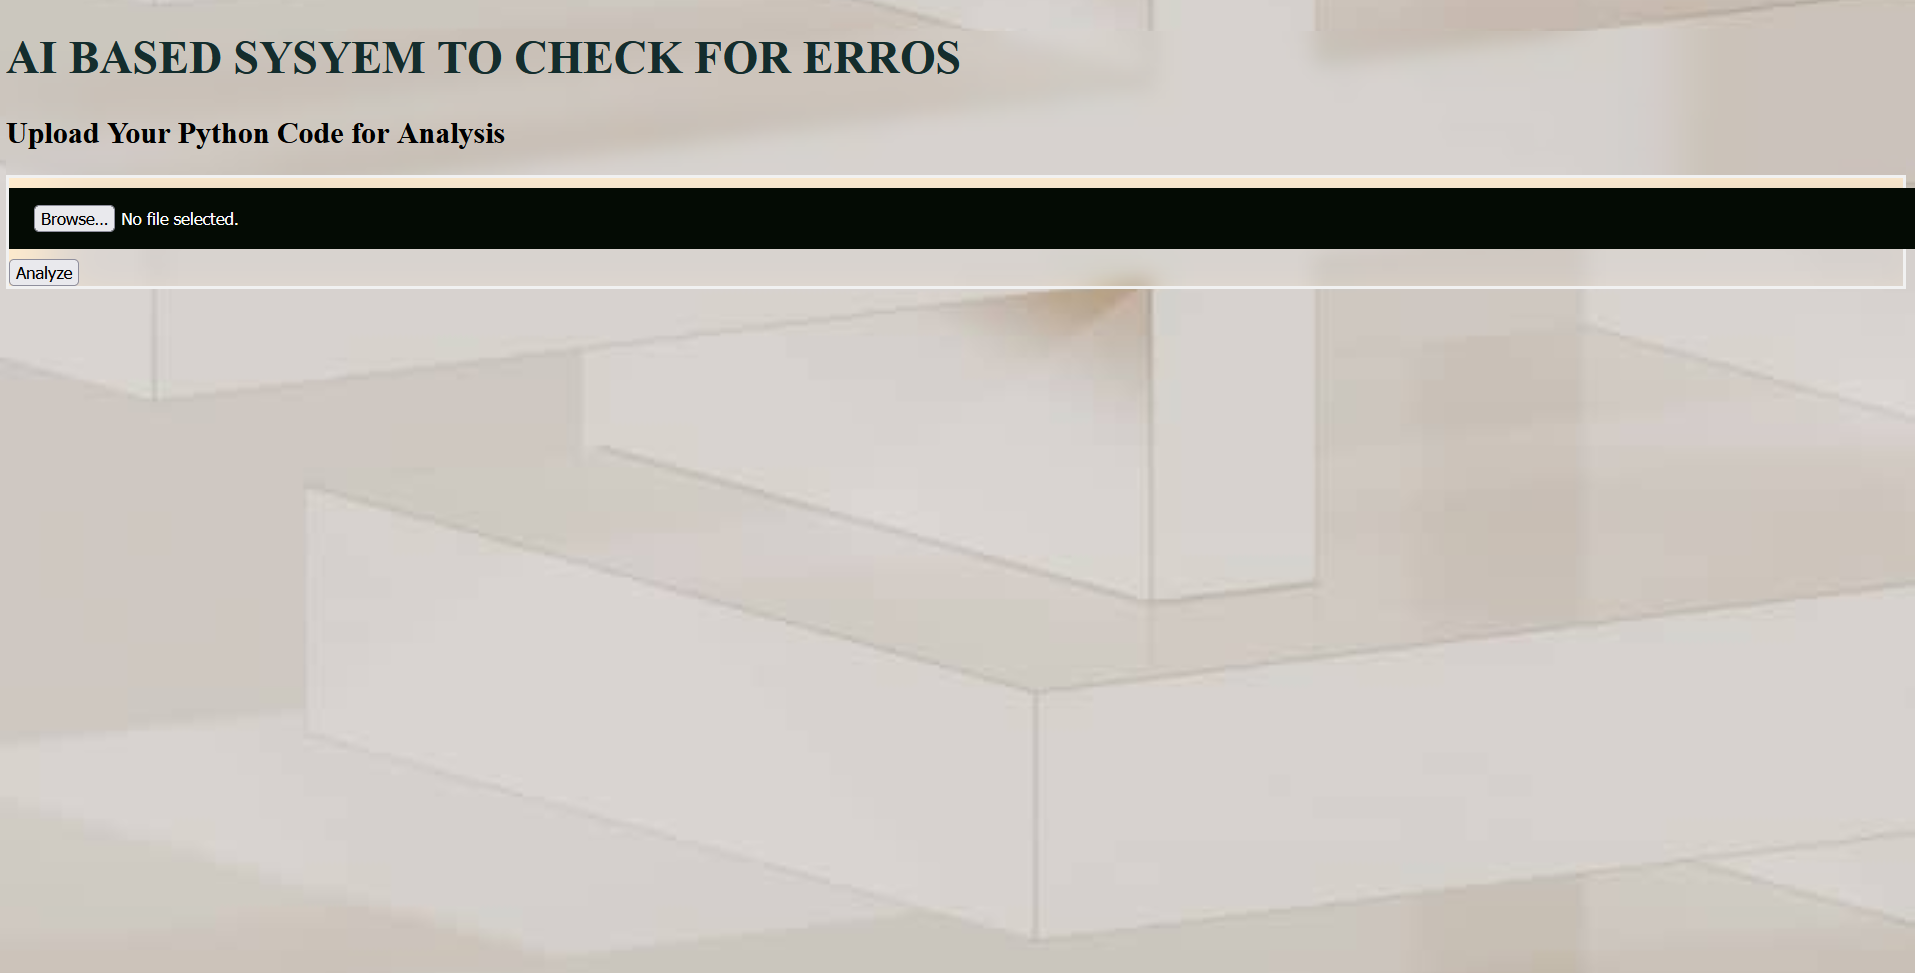 AI BASED SYSYEM TO CHECK FOR ERROS
Upload Your Python Code for Analysis
Browse... No file selected.
Analyze